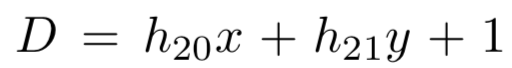 D = h₂₀x + h₂₁y + 1